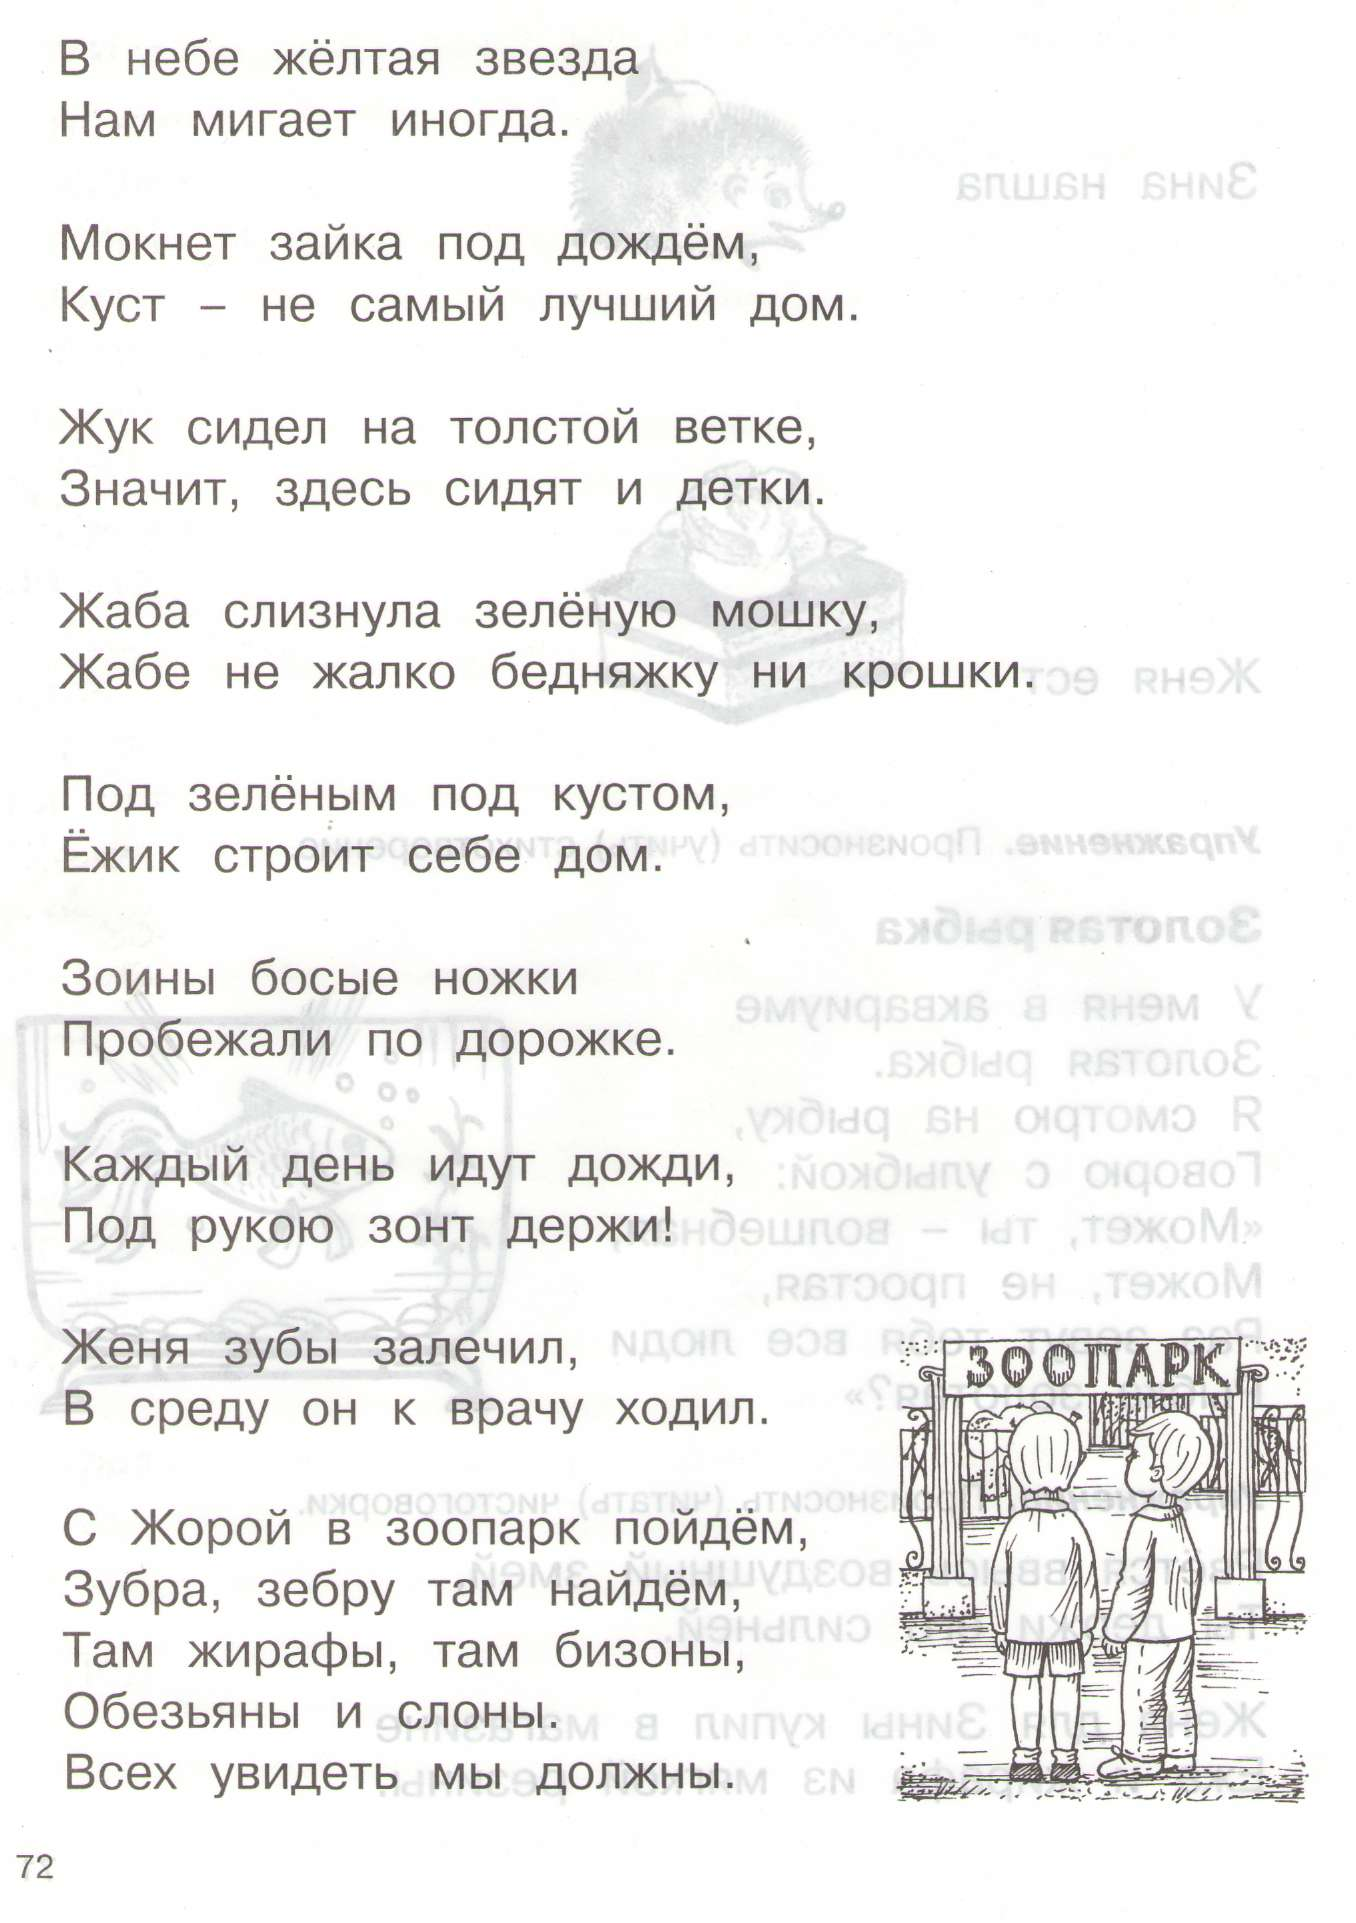 В небе жёлтая звезда
Нам мигает иногда.
Мокнет зайка под дождём,
Куст – не самый лучший дом.
Жук сидел на толстой ветке,
Значит, здесь сидят и детки.
Жаба слизнула зелёную мошку,
Жабе не жалко бедняжку ни крошки.
Под зелёным под кустом,
Ёжик строит себе дом.
Зоины босые ножки
Пробежали по дорожке.
Каждый день идут дожди,
Под рукою зонт держи!
Женя зубы залечил,
В среду он к врачу ходил.
С Жорой в зоопарк пойдём,
Зубра, зебру там найдём,
Там жирафы, там бизоны,
Обезьяны и слоны.
Всех увидеть мы должны.
ЗООПАРК
72